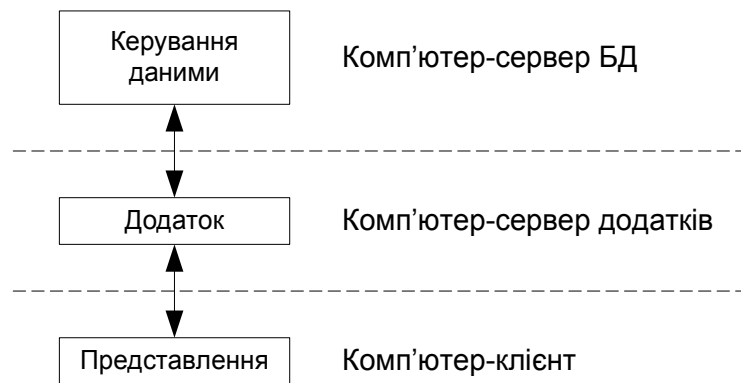 Керування
даними
Комп’ютер-сервер БД
Додаток
Комп’ютер-сервер додатків
Представлення
Комп’ютер-клієнт